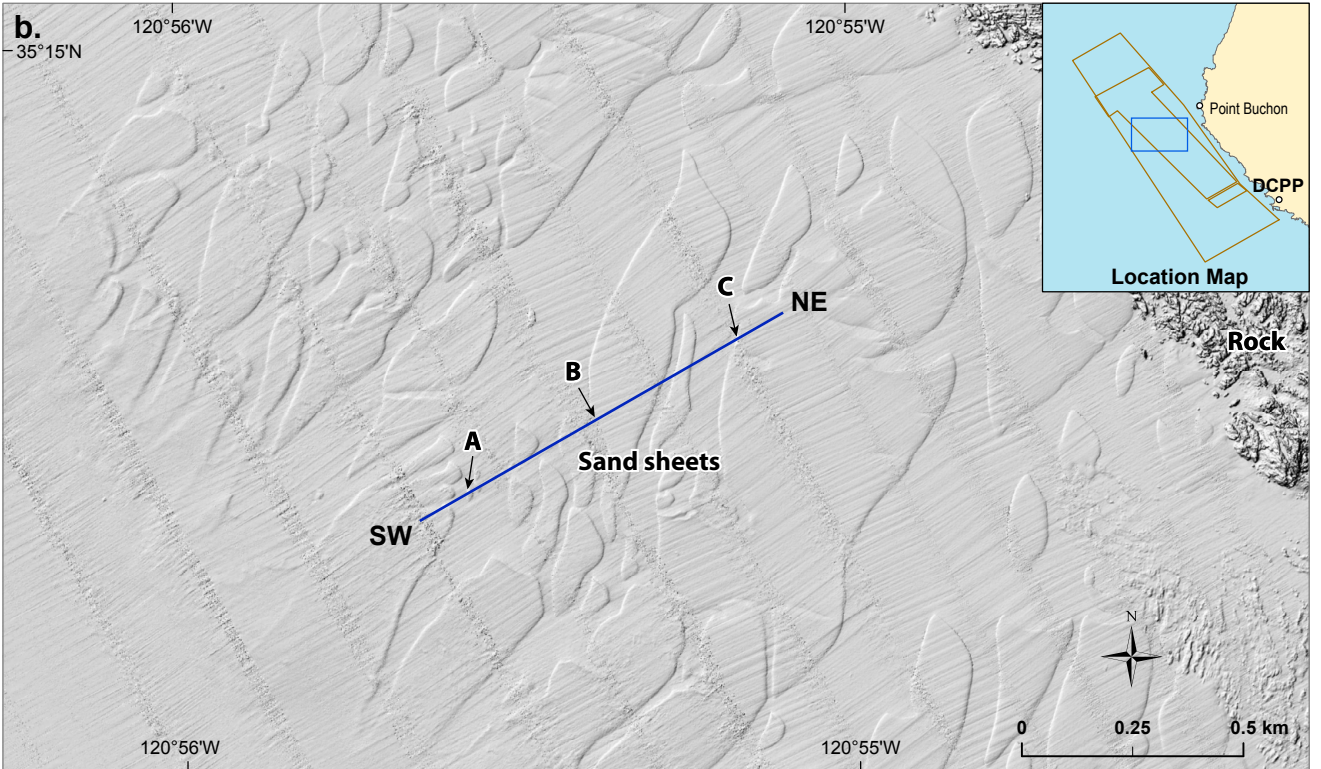 b.
120°56'W
120°55'W
35°15'N
Point Buchon
DCPP
Location Map
C
NE
Rock
B
A
Sand sheets
SW
N
0
0.25
0.5 km
120°56'W
120°55'W